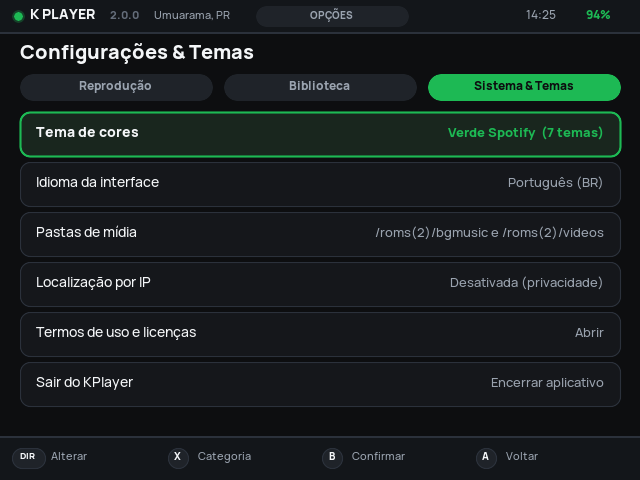 K PLAYER 2.0.0 Umuarama, PR OPÇÕES 14:25 94%
Configurações & Temas
Reprodução Biblioteca Sistema & Temas
Tema de cores Verde Spotify (7 temas)
Idioma da interface Português (BR)
Pastas de mídia /roms(2)/bgmusic e /roms(2)/videos
Localização por IP Desativada (privacidade)
Termos de uso e licenças Abrir
Sair do KPlayer Encerrar aplicativo
DIR Alterar X Categoria B Confirmar A Voltar